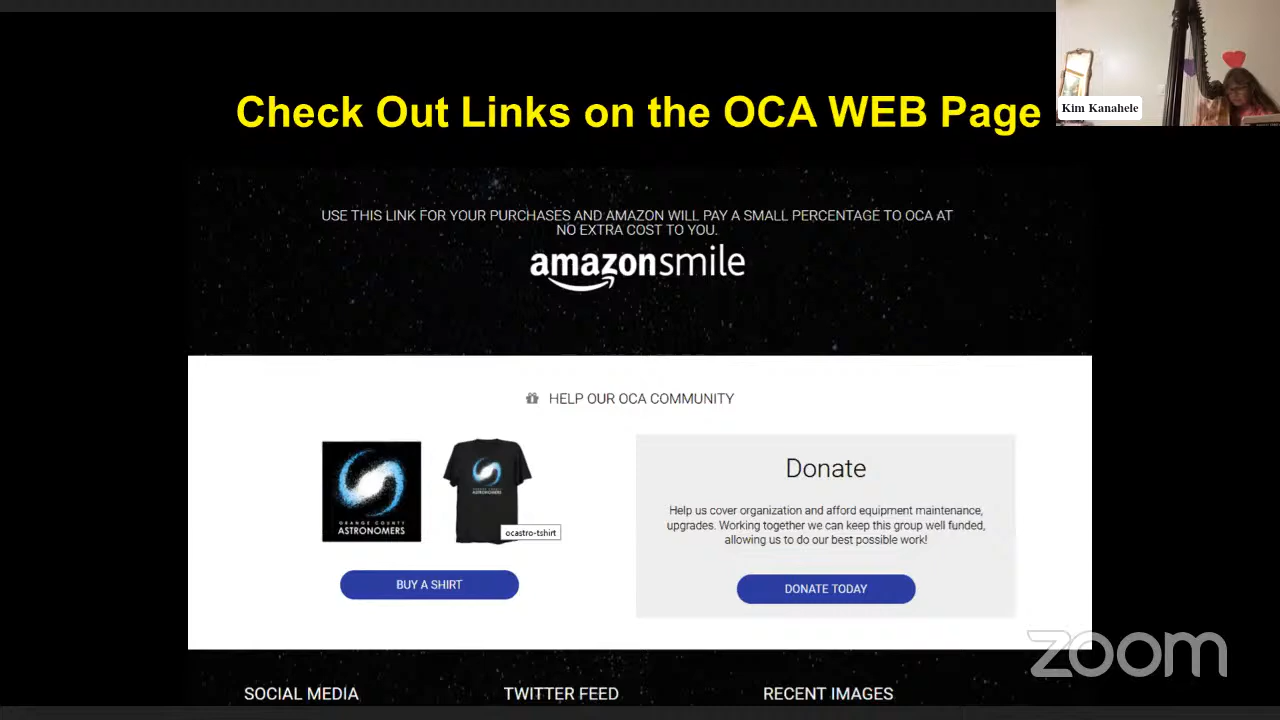 Check Out Links on the OCA WEB Page
Kim Kanahele
USE THIS LINK FOR YOUR PURCHASES AND AMAZON WILL PAY A SMALL PERCENTAGE TO OCA AT
NO EXTRA COST TO YOU.
amazonsmile
HELP OUR OCA COMMUNITY
ORANGE COUNTY
ASTRONOMERS
ORANGE COUNTY
ASTRONOMERS
ocastro-tshirt
BUY A SHIRT
Donate
Help us cover organization and afford equipment maintenance,
upgrades. Working together we can keep this group well funded,
allowing us to do our best possible work!
DONATE TODAY
zoom
SOCIAL MEDIA
TWITTER FEED
RECENT IMAGES